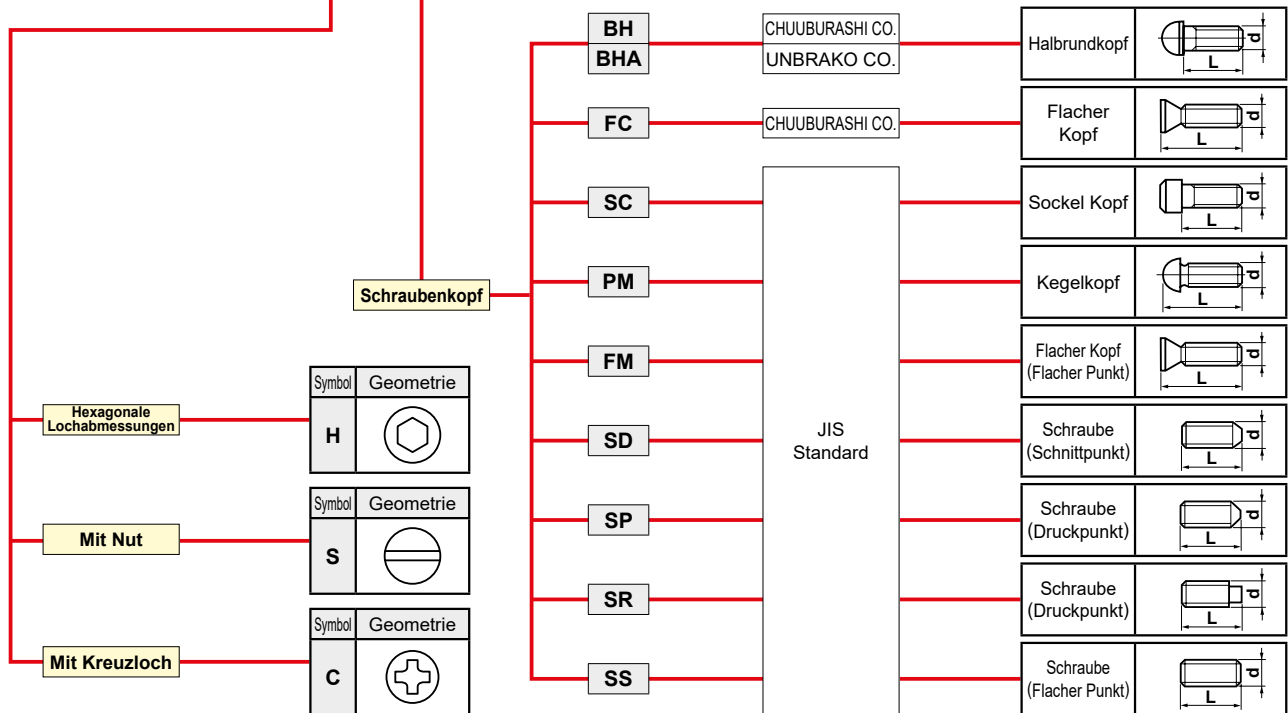 BH
BHA
CHUUBURASHI CO.
UNBRAKO CO.
Halbrundkopf
d
L
FC
CHUUBURASHI CO.
Flacher
Kopf
d
L
SC
Sockel Kopf
d
L
PM
Kegelkopf
d
L
FM
Flacher Kopf
(Flacher Punkt)
d
L
SD
Schraube
(Schnittpunkt)
d
L
SP
Schraube
(Druckpunkt)
d
L
SR
Schraube
(Druckpunkt)
d
L
SS
Schraube
(Flacher Punkt)
d
L
JIS
Standard
Schraubenkopf
Hexagonale
Lochabmessungen
Symbol Geometrie
H
Mit Nut
Symbol Geometrie
S
Mit Kreuzloch
Symbol Geometrie
C